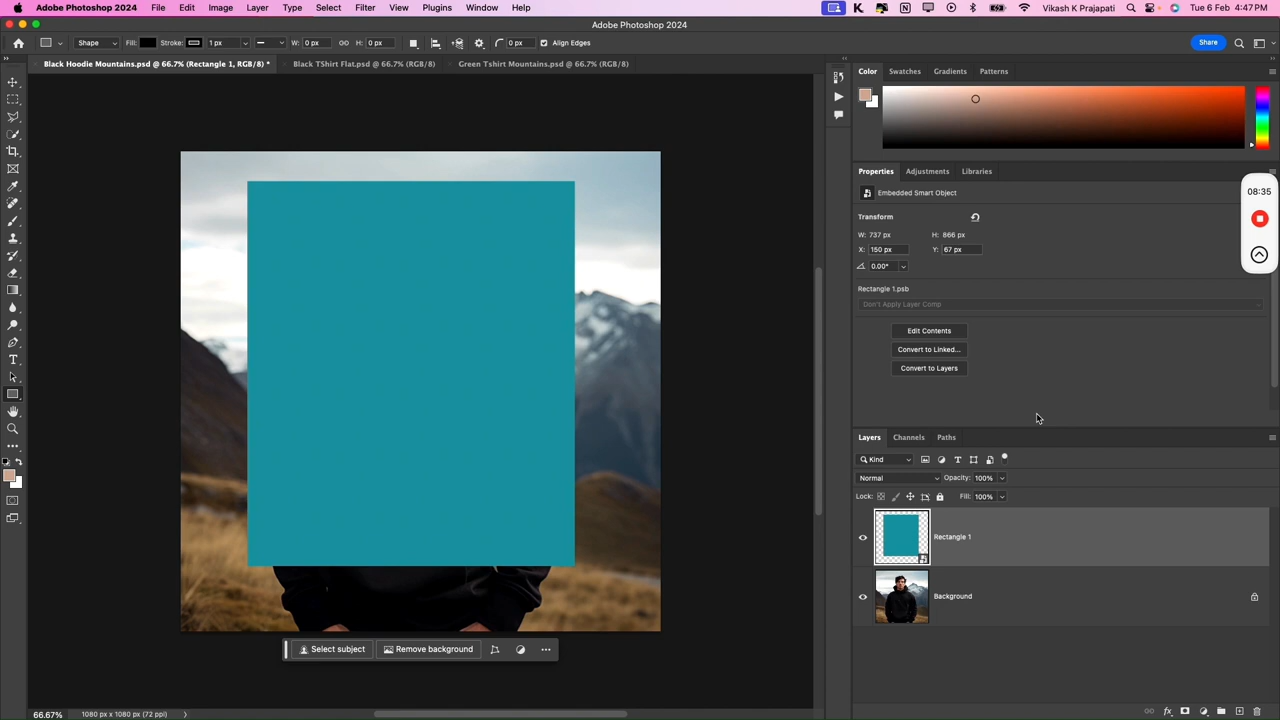 Photoshop 2024 File Edit Image Layer Type Select Filter View Plugins Window Help Vikash K Prajapati Tue 6 Feb 4:47 PM
Adobe Photoshop 2024
Shape Fill: Stroke: 1 px W: 0 px H: 0 px 0 px Align Edges Share
Black Hoodie Mountains.psd @ 66.7% (Rectangle 1, RGB/8) * Black TShirt Flat.psd @ 66.7% (RGB/8) Green Tshirt Mountains.psd @ 66.7% (RGB/8)
Color Swatches Gradients Patterns
Properties Adjustments Libraries
Embedded Smart Object
08:35
Transform
W: 737 px H: 866 px
X: 150 px Y: 67 px
0.00°
Rectangle 1.psb
Don't Apply Layer Comp
Edit Contents
Convert to Linked...
Convert to Layers
Layers Channels Paths
Kind
Normal Opacity: 100%
Lock: Fill: 100%
Rectangle 1
Background
Select subject Remove background
66.67% 1080 px x 1080 px (72 ppi)